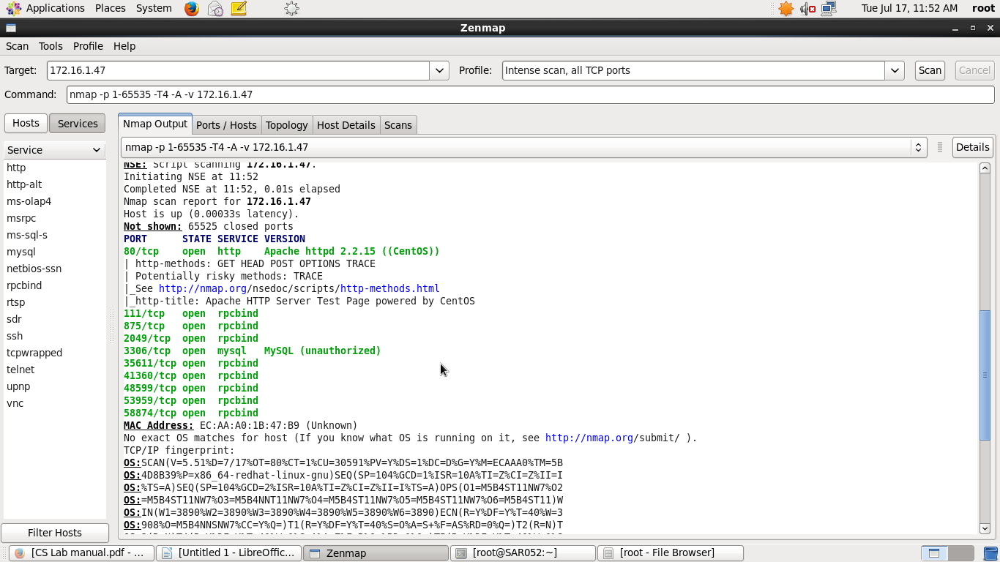 Applications Places System Tue Jul 17, 11:52 AM root
Zenmap
Scan Tools Profile Help
Target: 172.16.1.47 Profile: Intense scan, all TCP ports Scan Cancel
Command: nmap -p 1-65535 -T4 -A -v 172.16.1.47
Hosts Services Nmap Output Ports / Hosts Topology Host Details Scans
Service
http
http-alt
ms-olap4
msrpc
ms-sql-s
mysql
netbios-ssn
rpcbind
rtsp
sdr
ssh
tcpwrapped
telnet
upnp
vnc
Filter Hosts
nmap -p 1-65535 -T4 -A -v 172.16.1.47 Details
NSE: Script scanning 172.16.1.47.
Initiating NSE at 11:52
Completed NSE at 11:52, 0.01s elapsed
Nmap scan report for 172.16.1.47
Host is up (0.00033s latency).
Not shown: 65525 closed ports
PORT STATE SERVICE VERSION
80/tcp open http Apache httpd 2.2.15 ((CentOS))
| http-methods: GET HEAD POST OPTIONS TRACE
| Potentially risky methods: TRACE
|_See http://nmap.org/nsedoc/scripts/http-methods.html
|_http-title: Apache HTTP Server Test Page powered by CentOS
111/tcp open rpcbind
875/tcp open rpcbind
2049/tcp open rpcbind
3306/tcp open mysql MySQL (unauthorized)
35611/tcp open rpcbind
41360/tcp open rpcbind
48599/tcp open rpcbind
53959/tcp open rpcbind
58874/tcp open rpcbind
MAC Address: EC:AA:A0:1B:47:B9 (Unknown)
No exact OS matches for host (If you know what OS is running on it, see http://nmap.org/submit/ ).
TCP/IP fingerprint:
OS:SCAN(V=5.51%D=7/17%OT=80%CT=1%CU=30591%PV=Y%DS=1%DC=D%G=Y%M=ECAAA0%TM=5B
OS:4D8B39%P=x86_64-redhat-linux-gnu)SEQ(SP=104%GCD=1%ISR=10A%TI=Z%CI=Z%II=I
OS:%TS=A)SEQ(SP=104%GCD=2%ISR=10A%TI=Z%CI=Z%II=I%TS=A)OPS(O1=M5B4ST11NW7%O2
OS:=M5B4ST11NW7%O3=M5B4NNT11NW7%O4=M5B4ST11NW7%O5=M5B4ST11NW7%O6=M5B4ST11)W
OS:IN(W1=3890%W2=3890%W3=3890%W4=3890%W5=3890%W6=3890)ECN(R=Y%DF=Y%T=40%W=3
OS:908%O=M5B4NNSNW7%CC=Y%Q=)T1(R=Y%DF=Y%T=40%S=O%A=S+%F=AS%RD=0%Q=)T2(R=N)T
[CS Lab manual.pdf - ... [Untitled 1 - LibreOffic... Zenmap [root@SAR052:~] [root - File Browser]